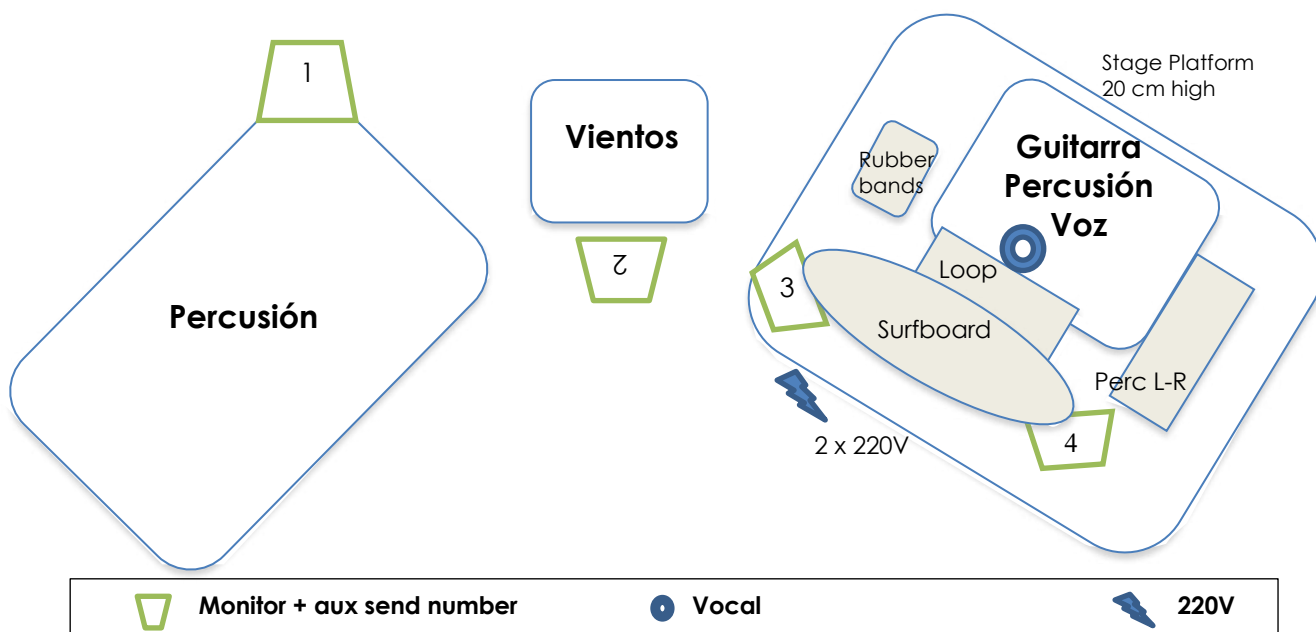 1
Stage Platform
20 cm high
Vientos
Guitarra
Percusión
Voz
Rubber
bands
2
Loop
3
Percusión
Surfboard
Perc L-R
2 x 220V
4
Monitor + aux send number
Vocal
220V